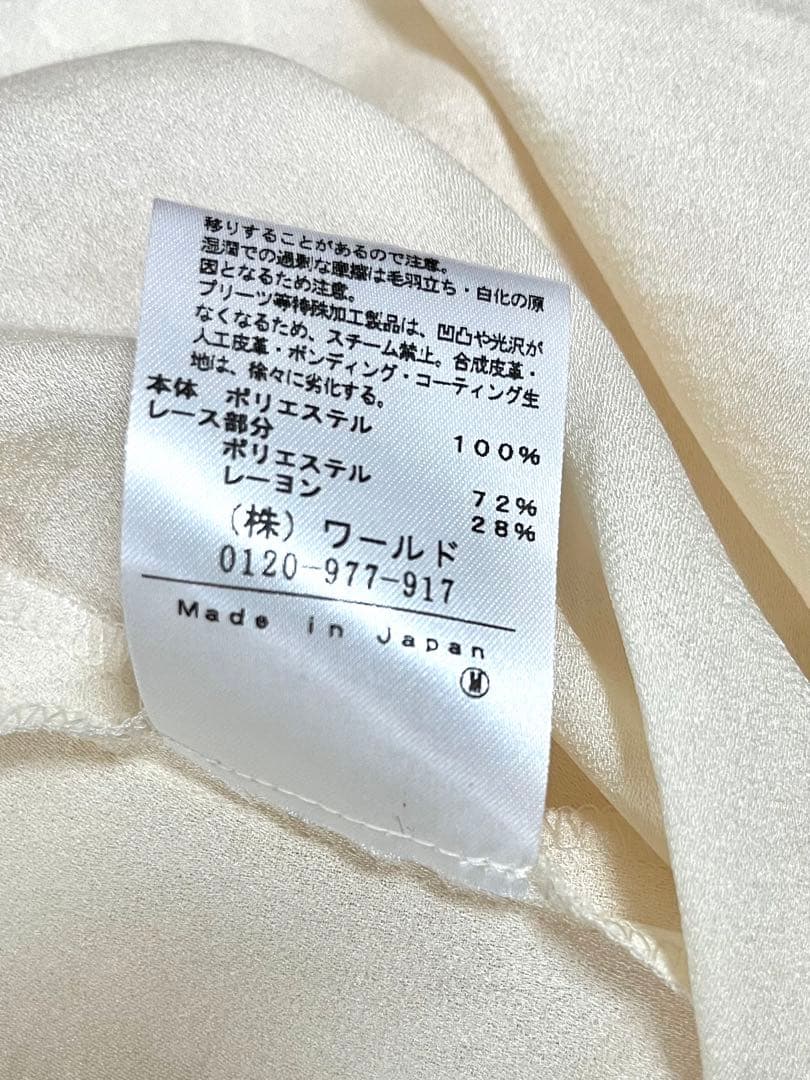 移りすることがあるので注意。
湿潤での過剰な摩擦は毛羽立ち・白化の原
因となるため注意。
プリーツ等特殊加工製品は、凹凸や光沢が
なくなるため、スチーム禁止。合成皮革・
人工皮革・ボンディング・コーティング生
地は、徐々に劣化する。
本体 ポリエステル 100%
レース部分
ポリエステル 72%
レーヨン 28%
(株) ワールド
0120-977-917
Made in Japan
M